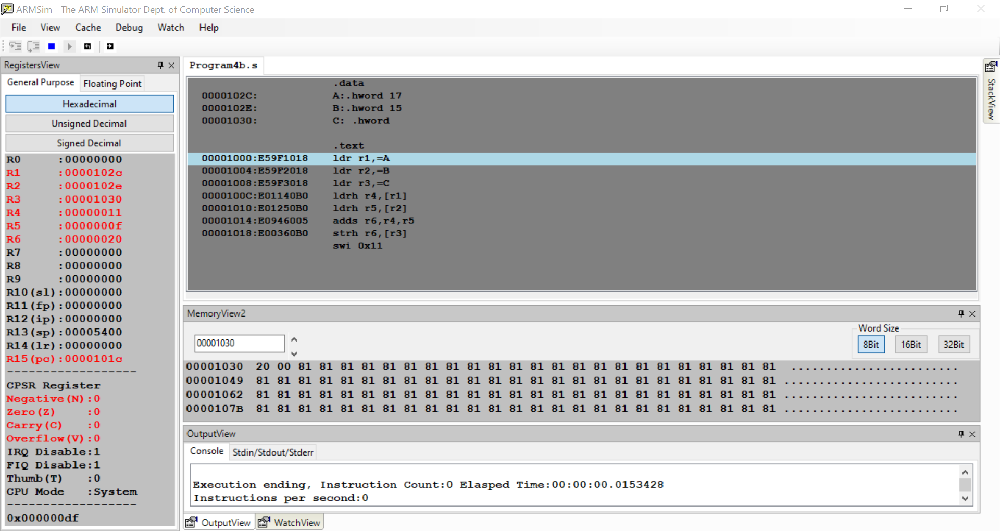 ARMSim - The ARM Simulator Dept. of Computer Science
File View Cache Debug Watch Help
RegistersView
General Purpose Floating Point
Hexadecimal
Unsigned Decimal
Signed Decimal
R0 :00000000
R1 :0000102c
R2 :0000102e
R3 :00001030
R4 :00000011
R5 :0000000f
R6 :00000020
R7 :00000000
R8 :00000000
R9 :00000000
R10(sl):00000000
R11(fp):00000000
R12(ip):00000000
R13(sp):00005400
R14(lr):00000000
R15(pc):0000101c
-------------------
CPSR Register
Negative(N):0
Zero(Z) :0
Carry(C) :0
Overflow(V):0
IRQ Disable:1
FIQ Disable:1
Thumb(T) :0
CPU Mode :System
-------------------
0x000000df
Program4b.s
.data
0000102C: A:.hword 17
0000102E: B:.hword 15
00001030: C: .hword
.text
00001000:E59F1018 ldr r1,=A
00001004:E59F2018 ldr r2,=B
00001008:E59F3018 ldr r3,=C
0000100C:E01140B0 ldrh r4,[r1]
00001010:E01250B0 ldrh r5,[r2]
00001014:E0946005 adds r6,r4,r5
00001018:E00360B0 strh r6,[r3]
swi 0x11
StackView
MemoryView2
00001030
Word Size
8Bit 16Bit 32Bit
00001030 20 00 81 81 81 81 81 81 81 81 81 81 81 81 81 81 81 81 81 81 81 81 81 81 81 ........................
00001049 81 81 81 81 81 81 81 81 81 81 81 81 81 81 81 81 81 81 81 81 81 81 81 81 81 .........................
00001062 81 81 81 81 81 81 81 81 81 81 81 81 81 81 81 81 81 81 81 81 81 81 81 81 81 .........................
0000107B 81 81 81 81 81 81 81 81 81 81 81 81 81 81 81 81 81 81 81 81 81 81 81 81 81 .........................
OutputView
Console Stdin/Stdout/Stderr
Execution ending, Instruction Count:0 Elasped Time:00:00:00.0153428
Instructions per second:0
OutputView WatchView